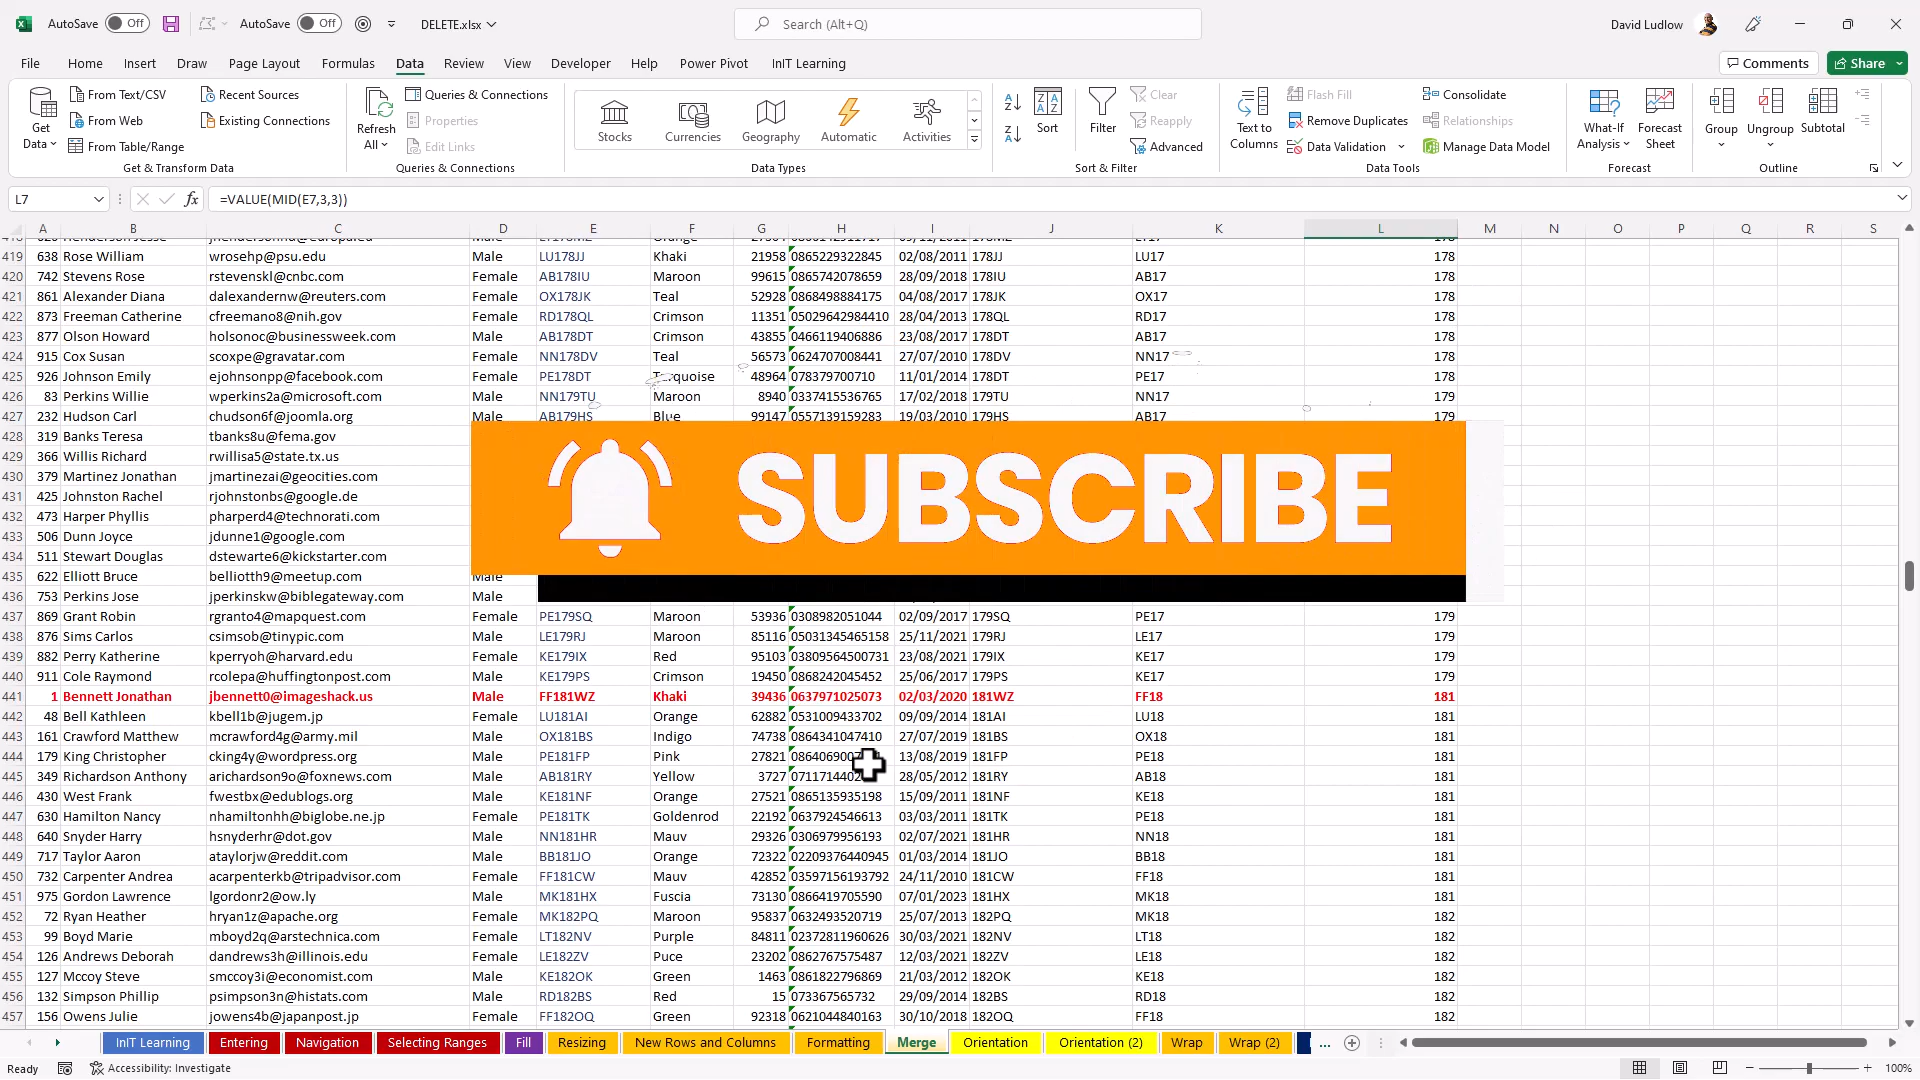 AutoSave Off AutoSave Off DELETE.xlsx Search (Alt+Q) David Ludlow
File Home Insert Draw Page Layout Formulas Data Review View Developer Help Power Pivot InIT Learning Comments Share
From Text/CSV Recent Sources Queries & Connections Clear Flash Fill Consolidate
From Web Existing Connections Properties Reapply Remove Duplicates Relationships
From Table/Range Edit Links Advanced Data Validation Manage Data Model
Get Data Refresh All Stocks Currencies Geography Automatic Activities Sort Filter Text to Columns What-If Analysis Forecast Sheet Group Ungroup Subtotal
Get & Transform Data Queries & Connections Data Types Sort & Filter Data Tools Forecast Outline
L7 fx =VALUE(MID(E7,3,3))
A B C D E F G H I J K L M N O P Q R S
419 638 Rose William wrosehp@psu.edu Male LU178JJ Khaki 21958 0865229322845 02/08/2011 178JJ LU17 178
420 742 Stevens Rose rstevenskl@cnbc.com Female AB178IU Maroon 99615 0865742078659 28/09/2018 178IU AB17 178
421 861 Alexander Diana dalexandernw@reuters.com Female OX178JK Teal 52928 0868498884175 04/08/2017 178JK OX17 178
422 873 Freeman Catherine cfreemano8@nih.gov Female RD178QL Crimson 11351 05029642984410 28/04/2013 178QL RD17 178
423 877 Olson Howard holsonoc@businessweek.com Male AB178DT Crimson 43855 0466119406886 23/08/2017 178DT AB17 178
424 915 Cox Susan scoxpe@gravatar.com Female NN178DV Teal 56573 0624707008441 27/07/2010 178DV NN17 178
425 926 Johnson Emily ejohnsonpp@facebook.com Female PE178DT Turquoise 48964 078379700710 11/01/2014 178DT PE17 178
426 83 Perkins Willie wperkins2a@microsoft.com Male NN179TU Maroon 8940 0337415536765 17/02/2018 179TU NN17 179
427 232 Hudson Carl chudson6f@joomla.org Male AB179HS Blue 99147 0557139159283 19/03/2010 179HS AB17 179
428 319 Banks Teresa tbanks8u@fema.gov
429 366 Willis Richard rwillisa5@state.tx.us
430 379 Martinez Jonathan jmartinezai@geocities.com
431 425 Johnston Rachel rjohnstonbs@google.de
432 473 Harper Phyllis pharperd4@technorati.com
433 506 Dunn Joyce jdunne1@google.com
434 511 Stewart Douglas dstewarte6@kickstarter.com
SUBSCRIBE
435 622 Elliott Bruce belliotth9@meetup.com Male
436 753 Perkins Jose jperkinskw@biblegateway.com Male
437 869 Grant Robin rgranto4@mapquest.com Female PE179SQ Maroon 53936 0308982051044 02/09/2017 179SQ PE17 179
438 876 Sims Carlos csimsob@tinypic.com Male LE179RJ Maroon 85116 05031345465158 25/11/2021 179RJ LE17 179
439 882 Perry Katherine kperryoh@harvard.edu Female KE179IX Red 95103 03809564500731 23/08/2021 179IX KE17 179
440 911 Cole Raymond rcolepa@huffingtonpost.com Male KE179PS Crimson 19450 0868242045452 25/06/2017 179PS KE17 179
441 1 Bennett Jonathan jbennett0@imageshack.us Male FF181WZ Khaki 39436 0637971025073 02/03/2020 181WZ FF18 181
442 48 Bell Kathleen kbell1b@jugem.jp Female LU181AI Orange 62882 0531009433702 09/09/2014 181AI LU18 181
443 161 Crawford Matthew mcrawford4g@army.mil Male OX181BS Indigo 74738 0864341047410 27/07/2019 181BS OX18 181
444 179 King Christopher cking4y@wordpress.org Male PE181FP Pink 27821 13/08/2019 181FP PE18 181
445 349 Richardson Anthony arichardson9o@foxnews.com Male AB181RY Yellow 3727 28/05/2012 181RY AB18 181
446 430 West Frank fwestbx@edublogs.org Male KE181NF Orange 27521 0865135935198 15/09/2011 181NF KE18 181
447 630 Hamilton Nancy nhamiltonhh@biglobe.ne.jp Female PE181TK Goldenrod 22192 0637924546613 03/03/2011 181TK PE18 181
448 640 Snyder Harry hsnyderhr@dot.gov Male NN181HR Mauv 29326 0306979956193 02/07/2021 181HR NN18 181
449 717 Taylor Aaron ataylorjw@reddit.com Male BB181JO Orange 72322 02209376440945 01/03/2014 181JO BB18 181
450 732 Carpenter Andrea acarpenterkb@tripadvisor.com Female FF181CW Mauv 42852 03597156193792 24/11/2010 181CW FF18 181
451 975 Gordon Lawrence lgordonr2@ow.ly Male MK181HX Fuscia 73130 0866419705590 07/01/2023 181HX MK18 181
452 72 Ryan Heather hryan1z@apache.org Female MK182PQ Maroon 95837 0632493520719 25/07/2013 182PQ MK18 182
453 99 Boyd Marie mboyd2q@arstechnica.com Female LT182NV Purple 84811 02372811960626 30/03/2021 182NV LT18 182
454 126 Andrews Deborah dandrews3h@illinois.edu Female LE182ZV Puce 23202 0862767575487 12/03/2021 182ZV LE18 182
455 127 Mccoy Steve smccoy3i@economist.com Male KE182OK Green 1463 0861822796869 21/03/2012 182OK KE18 182
456 132 Simpson Phillip psimpson3n@histats.com Male RD182BS Red 15 073367565732 29/09/2014 182BS RD18 182
457 156 Owens Julie jowens4b@japanpost.jp Female FF182OQ Green 92318 0621044840163 30/10/2018 182OQ FF18 182
InIT Learning Entering Navigation Selecting Ranges Fill Resizing New Rows and Columns Formatting Merge Orientation Orientation (2) Wrap Wrap (2) ...
Ready Accessibility: Investigate 100%